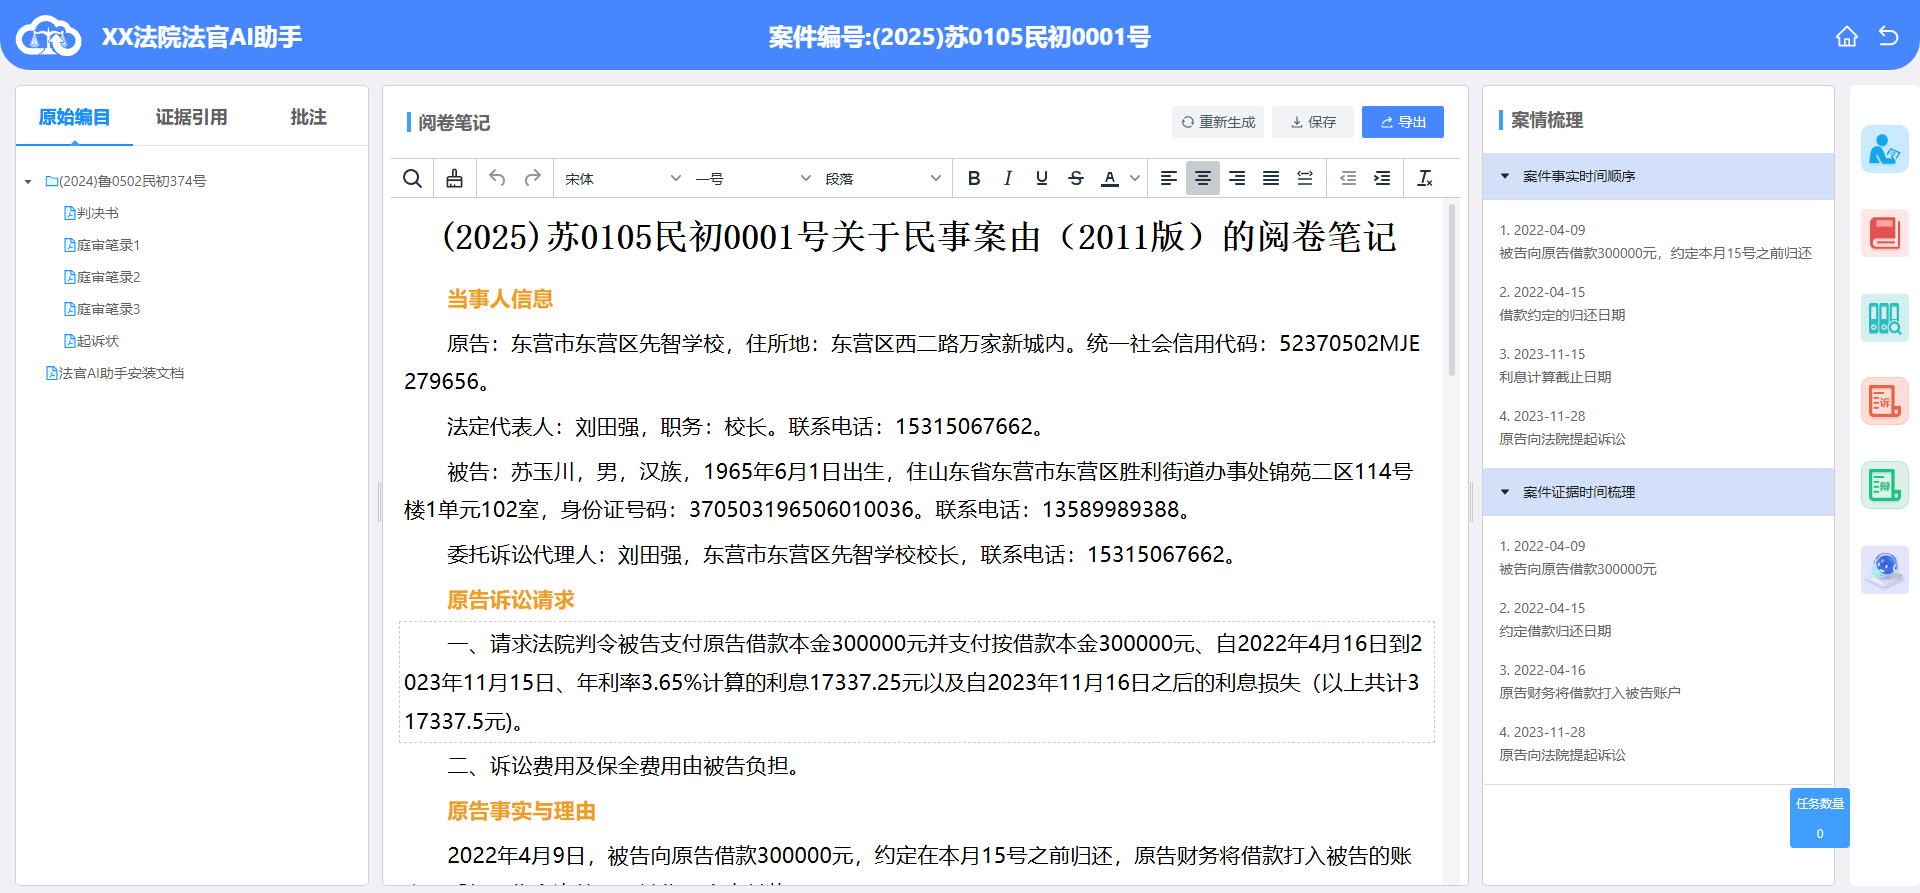 XX法院法官AI助手
案件编号:(2025)苏0105民初0001号
原始编目
证据引用
批注
(2024)鲁0502民初374号
判决书
庭审笔录1
庭审笔录2
庭审笔录3
起诉状
法官AI助手安装文档
阅卷笔记
重新生成
保存
导出
宋体
一号
段落
(2025)苏0105民初0001号关于民事案由（2011版）的阅卷笔记
当事人信息
原告：东营市东营区先智学校，住所地：东营区西二路万家新城内。统一社会信用代码：52370502MJE
279656。
法定代表人：刘田强，职务：校长。联系电话：15315067662。
被告：苏玉川，男，汉族，1965年6月1日出生，住山东省东营市东营区胜利街道办事处锦苑二区114号
楼1单元102室，身份证号码：370503196506010036。联系电话：13589989388。
委托诉讼代理人：刘田强，东营市东营区先智学校校长，联系电话：15315067662。
原告诉讼请求
一、请求法院判令被告支付原告借款本金300000元并支付按借款本金300000元、自2022年4月16日到2
023年11月15日、年利率3.65%计算的利息17337.25元以及自2023年11月16日之后的利息损失（以上共计3
17337.5元)。
二、诉讼费用及保全费用由被告负担。
原告事实与理由
2022年4月9日，被告向原告借款300000元，约定在本月15号之前归还，原告财务将借款打入被告的账
案情梳理
案件事实时间顺序
1. 2022-04-09
被告向原告借款300000元，约定本月15号之前归还
2. 2022-04-15
借款约定的归还日期
3. 2023-11-15
利息计算截止日期
4. 2023-11-28
原告向法院提起诉讼
案件证据时间梳理
1. 2022-04-09
被告向原告借款300000元
2. 2022-04-15
约定借款归还日期
3. 2022-04-16
原告财务将借款打入被告账户
4. 2023-11-28
原告向法院提起诉讼
诉
辩
任务数量
0